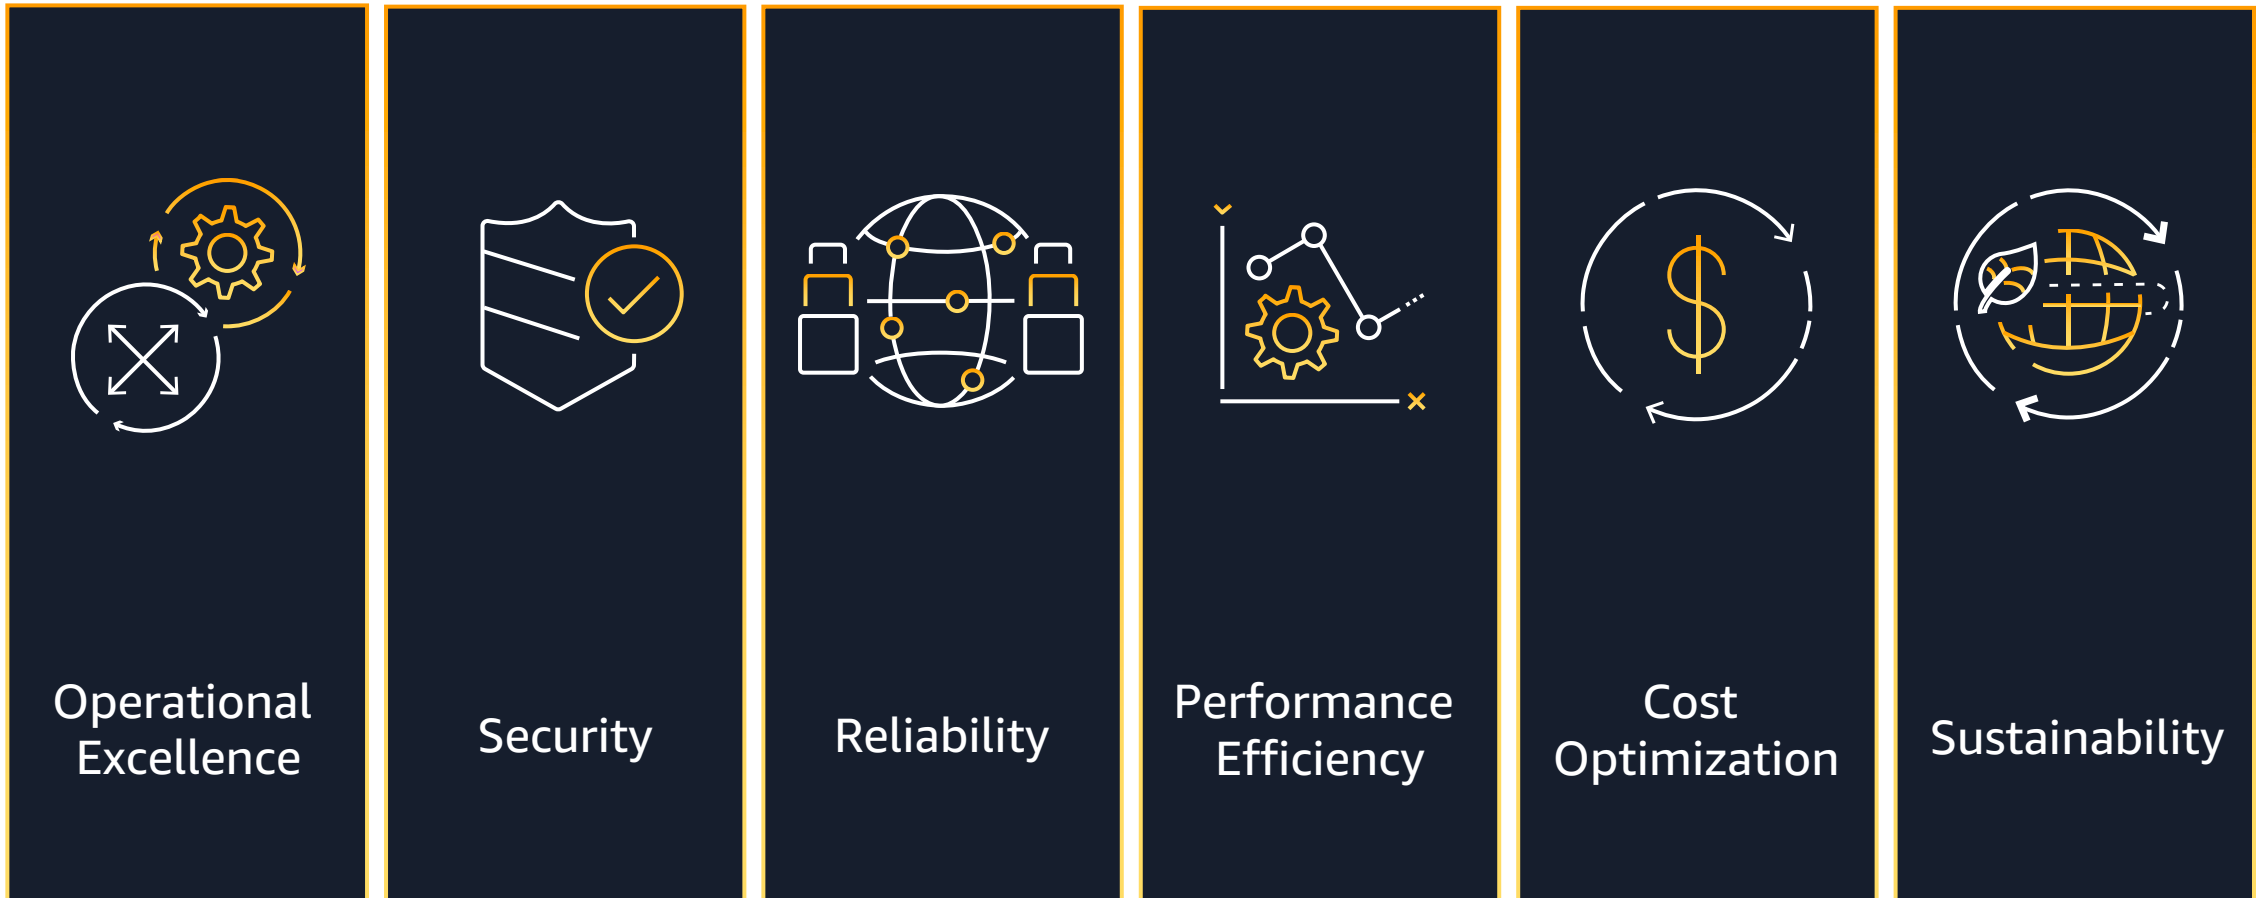 Operational
Excellence
Security
Reliability
Performance
Efficiency
Cost
Optimization
Sustainability